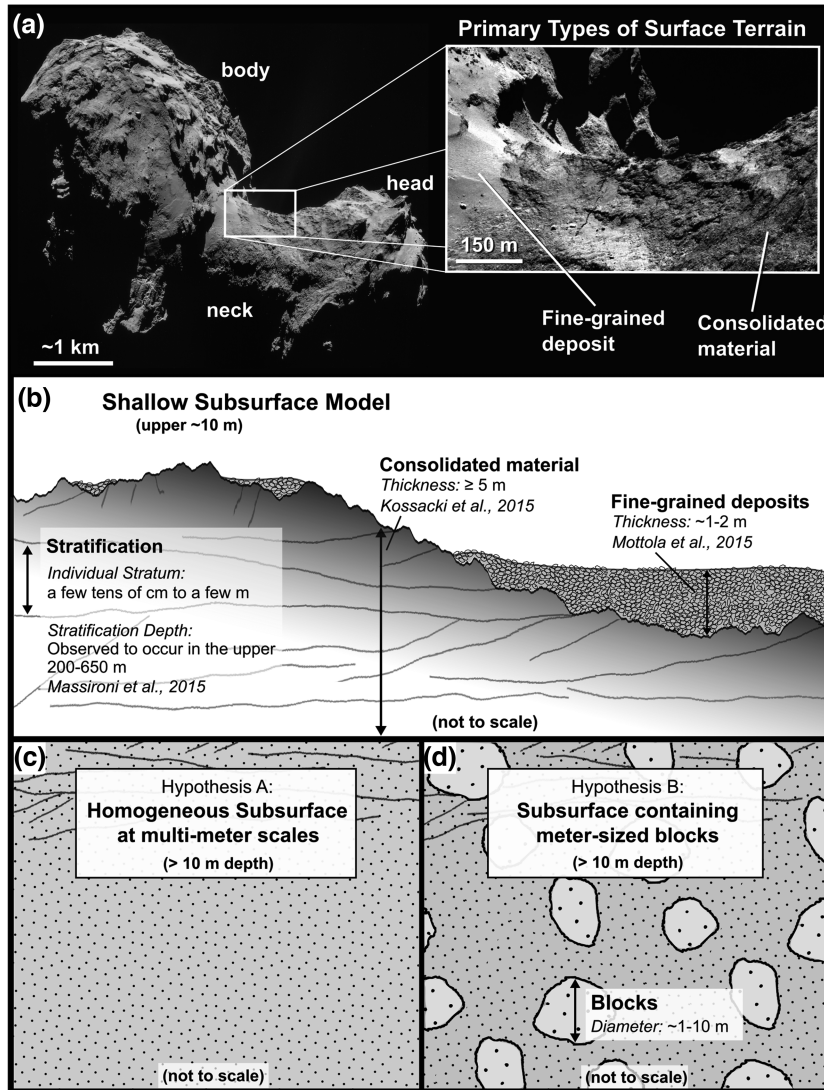 (a)
Primary Types of Surface Terrain
body
head
neck
150 m
~1 km
Fine-grained
deposit
Consolidated
material
(b)
Shallow Subsurface Model
(upper ~10 m)
Consolidated material
Thickness: ≥ 5 m
Kossacki et al., 2015
Fine-grained deposits
Thickness: ~1-2 m
Mottola et al., 2015
Stratification
Individual Stratum:
a few tens of cm to a few m
Stratification Depth:
Observed to occur in the upper
200-650 m
Massironi et al., 2015
(not to scale)
(c)
Hypothesis A:
Homogeneous Subsurface
at multi-meter scales
(> 10 m depth)
(not to scale)
(d)
Hypothesis B:
Subsurface containing
meter-sized blocks
(> 10 m depth)
Blocks
Diameter: ~1-10 m
(not to scale)